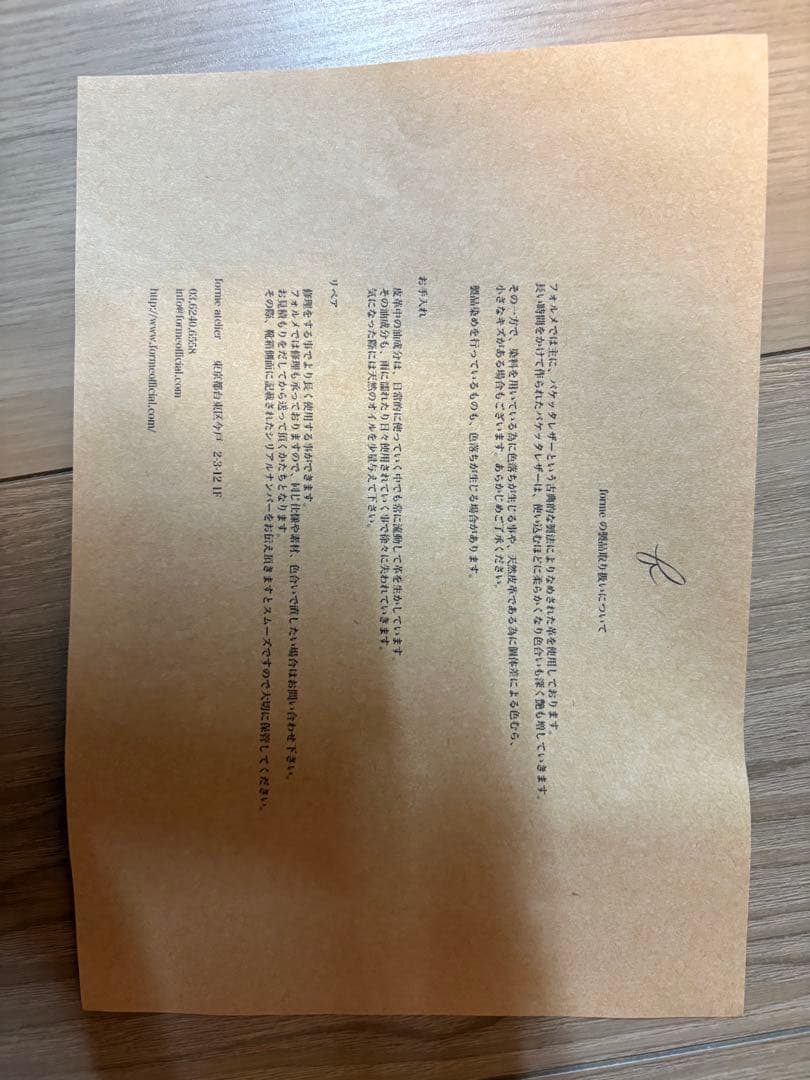 forme の製品取り扱いについて
フォルメでは主に、バケッタレザーという古典的な製法によりなめされた革を使用しております。
長い時間をかけて作られたバケッタレザーは、使い込むほどに柔らかくなり色合いも深く艶も増していきます。
その一方で、染料を用いている為に色落ちが生じる事や、天然皮革である為に個体差による色むら、
小さなキズがある場合もございます。あらかじめご了承ください。
製品染めを行っているものも、色落ちが生じる場合があります。
お手入れ
皮革中の油成分は、日常的に使っていく中でも常に流動して革を生かしています。
その油成分も、雨に濡れたり日々使用されていく事で徐々に失われていきます。
気になった際には天然のオイルを少量与えて下さい。
リペア
修理をする事でより長く使用する事ができます。
フォルメでは修理も承っておりますので、同じ仕様や素材、色合いで直したい場合はお問い合わせ下さい。
お見積もりをだしてから送って頂くかたちとなります。
その際、靴箱側面に記載されたシリアルナンバーをお伝え頂きますとスムーズですので大切に保管してください。
forme atelier 東京都台東区今戸 2-3-12 1F
03.6240.6558
info@formeofficial.com
http://www.formeofficial.com/